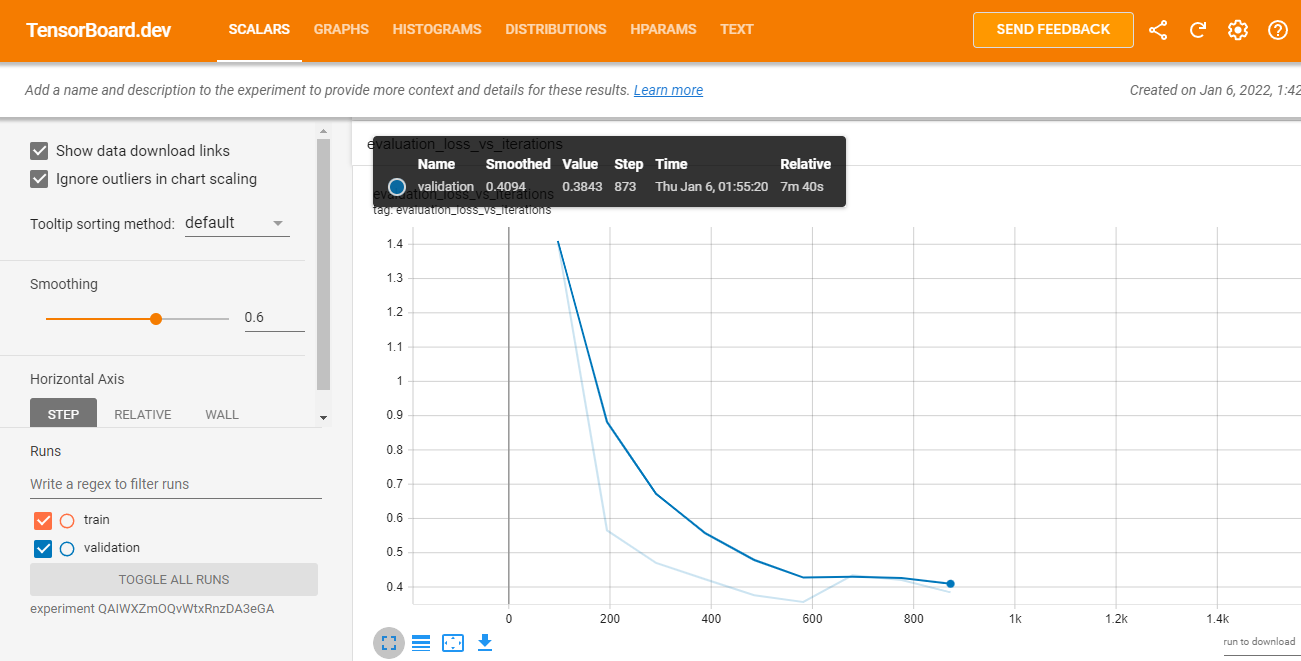 TensorBoard.dev SCALARS GRAPHS HISTOGRAMS DISTRIBUTIONS HPARAMS TEXT SEND FEEDBACK
Add a name and description to the experiment to provide more context and details for these results. Learn more Created on Jan 6, 2022, 1:42
Show data download links
Ignore outliers in chart scaling
Tooltip sorting method: default
Smoothing
0.6
Horizontal Axis
STEP RELATIVE WALL
Runs
Write a regex to filter runs
train
validation
TOGGLE ALL RUNS
experiment QAIWXZmOQvWtxRnzDA3eGA
evaluation_loss_vs_iterations
Name Smoothed Value Step Time Relative
validation 0.4094 0.3843 873 Thu Jan 6, 01:55:20 7m 40s
evaluation_loss_vs_iterations
tag: evaluation_loss_vs_iterations
1.4
1.3
1.2
1.1
1
0.9
0.8
0.7
0.6
0.5
0.4
0 200 400 600 800 1k 1.2k 1.4k
run to download